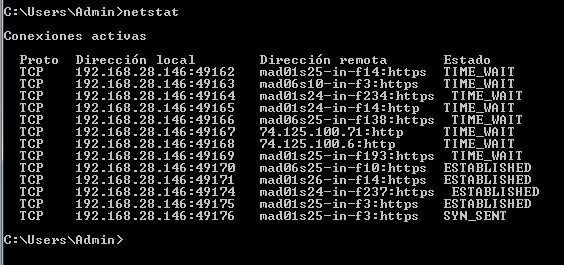 C:\Users\Admin>netstat
Conexiones activas
Proto Dirección local Dirección remota Estado
TCP 192.168.28.146:49162 mad01s25-in-f14:https TIME_WAIT
TCP 192.168.28.146:49163 mad06s10-in-f3:https TIME_WAIT
TCP 192.168.28.146:49164 mad01s24-in-f234:https TIME_WAIT
TCP 192.168.28.146:49165 mad01s24-in-f14:http TIME_WAIT
TCP 192.168.28.146:49166 mad06s25-in-f138:https TIME_WAIT
TCP 192.168.28.146:49167 74.125.100.71:http TIME_WAIT
TCP 192.168.28.146:49168 74.125.100.6:http TIME_WAIT
TCP 192.168.28.146:49169 mad01s25-in-f193:https TIME_WAIT
TCP 192.168.28.146:49170 mad06s25-in-f10:https ESTABLISHED
TCP 192.168.28.146:49171 mad01s26-in-f14:https ESTABLISHED
TCP 192.168.28.146:49174 mad01s24-in-f237:https ESTABLISHED
TCP 192.168.28.146:49175 mad01s25-in-f3:https ESTABLISHED
TCP 192.168.28.146:49176 mad01s25-in-f3:https SYN_SENT
C:\Users\Admin>